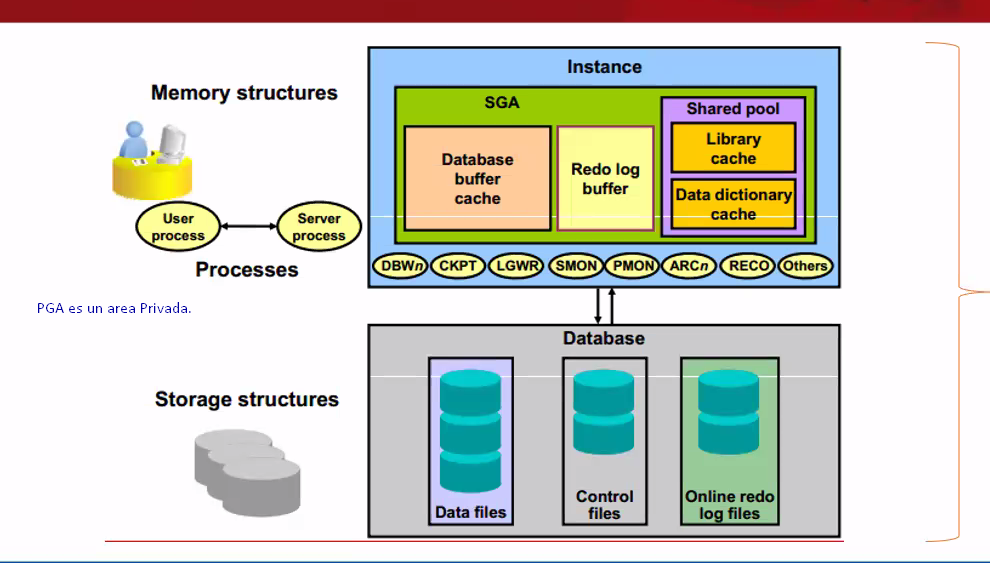 Memory structures
User
process
Server
process
Processes
PGA es un area Privada.
Storage structures
Instance
SGA
Database
buffer
cache
Redo log
buffer
Shared pool
Library
cache
Data dictionary
cache
DBWn
CKPT
LGWR
SMON
PMON
ARCn
RECO
Others
Database
Data files
Control
files
Online redo
log files